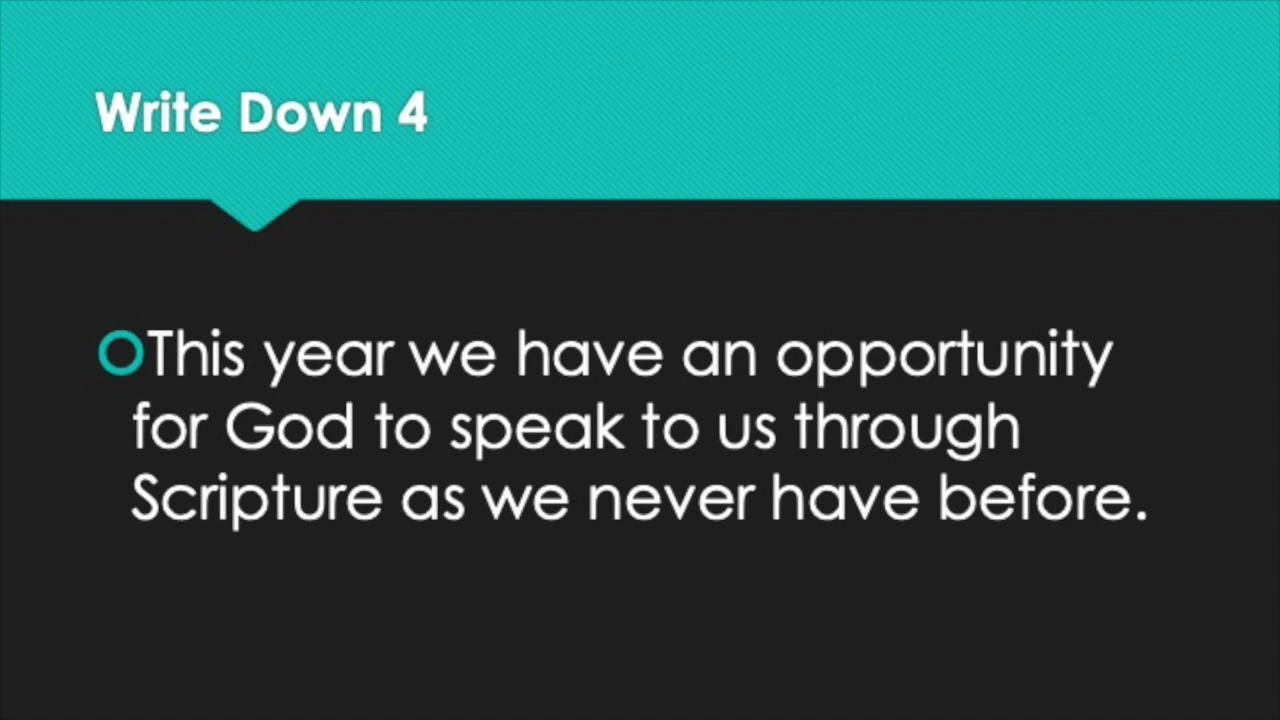 Write Down 4
This year we have an opportunity
for God to speak to us through
Scripture as we never have before.